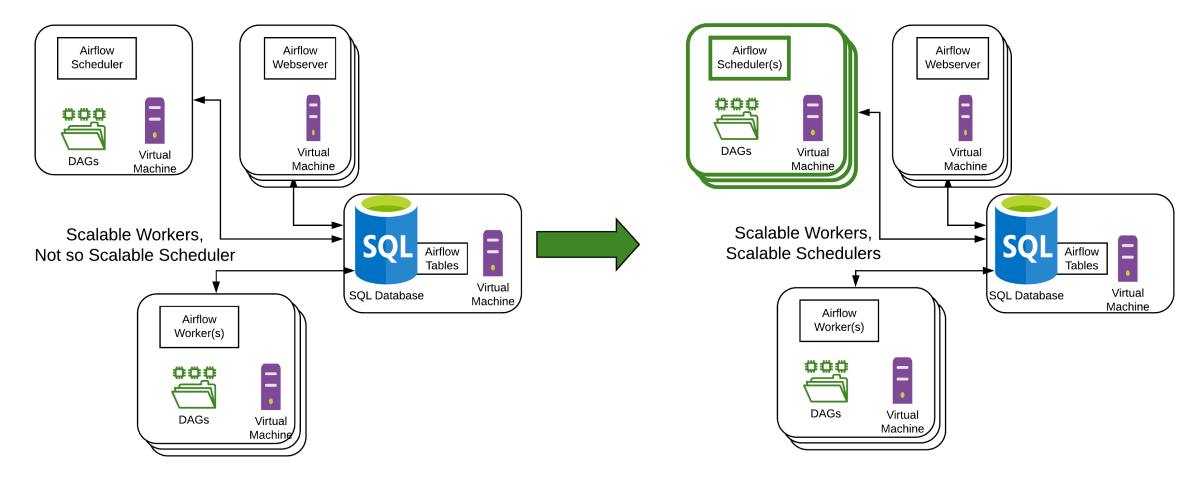 Airflow
Scheduler
DAGs
Virtual
Machine
Airflow
Webserver
Virtual
Machine
Scalable Workers,
Not so Scalable Scheduler
SQL
Airflow
Tables
SQL Database
Virtual
Machine
Airflow
Worker(s)
DAGs
Virtual
Machine
Airflow
Scheduler(s)
DAGs
Virtual
Machine
Airflow
Webserver
Virtual
Machine
Scalable Workers,
Scalable Schedulers
SQL
Airflow
Tables
SQL Database
Virtual
Machine
Airflow
Worker(s)
DAGs
Virtual
Machine